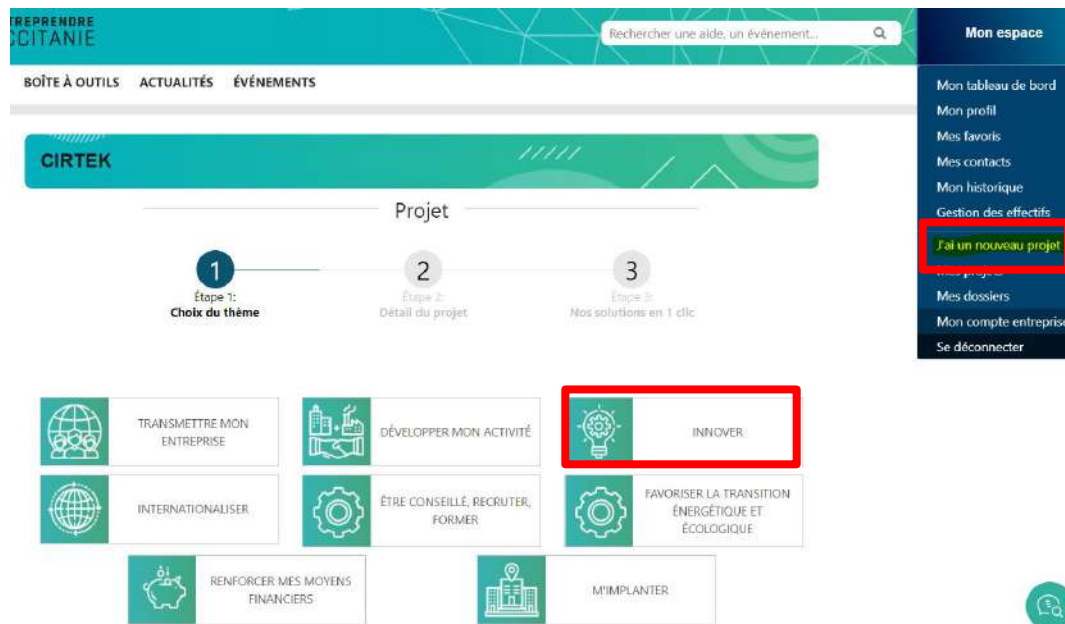 TREPRENDRE
CCITANIE
Rechercher une aide, un événement...
Mon espace
BOÎTE À OUTILS ACTUALITÉS ÉVÉNEMENTS
Mon tableau de bord
Mon profil
Mes favoris
Mes contacts
Mon historique
Gestion des effectifs
J'ai un nouveau projet
Mes projets
Mes dossiers
Mon compte entreprise
Se déconnecter
CIRTEK
Projet
1
Étape 1:
Choix du thème
2
Étape 2:
Détail du projet
3
Étape 3:
Nos solutions en 1 clic
TRANSMETTRE MON
ENTREPRISE
DÉVELOPPER MON ACTIVITÉ
INNOVER
INTERNATIONALISER
ÊTRE CONSEILLÉ, RECRUTER,
FORMER
FAVORISER LA TRANSITION
ÉNERGÉTIQUE ET
ÉCOLOGIQUE
RENFORCER MES MOYENS
FINANCIERS
M'IMPLANTER